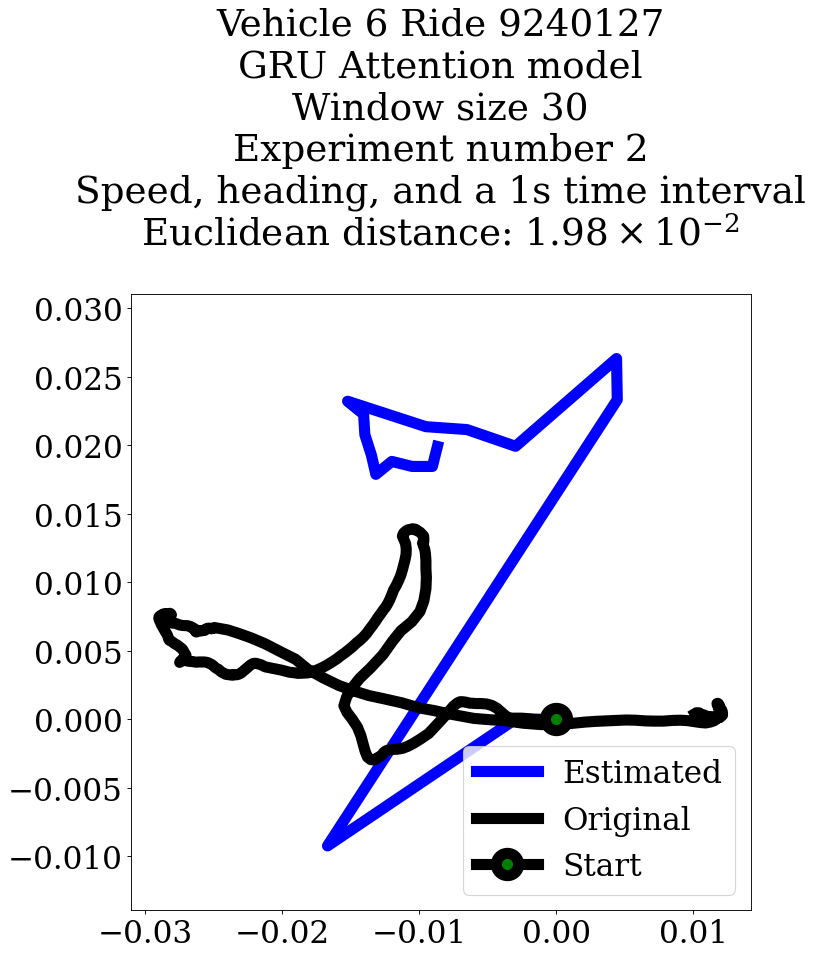 Vehicle 6 Ride 9240127
GRU Attention model
Window size 30
Experiment number 2
Speed, heading, and a 1s time interval
Euclidean distance: 1.98 × 10⁻²
0.030
0.025
0.020
0.015
0.010
0.005
0.000
−0.005
−0.010
Estimated
Original
Start
−0.03 −0.02 −0.01 0.00 0.01